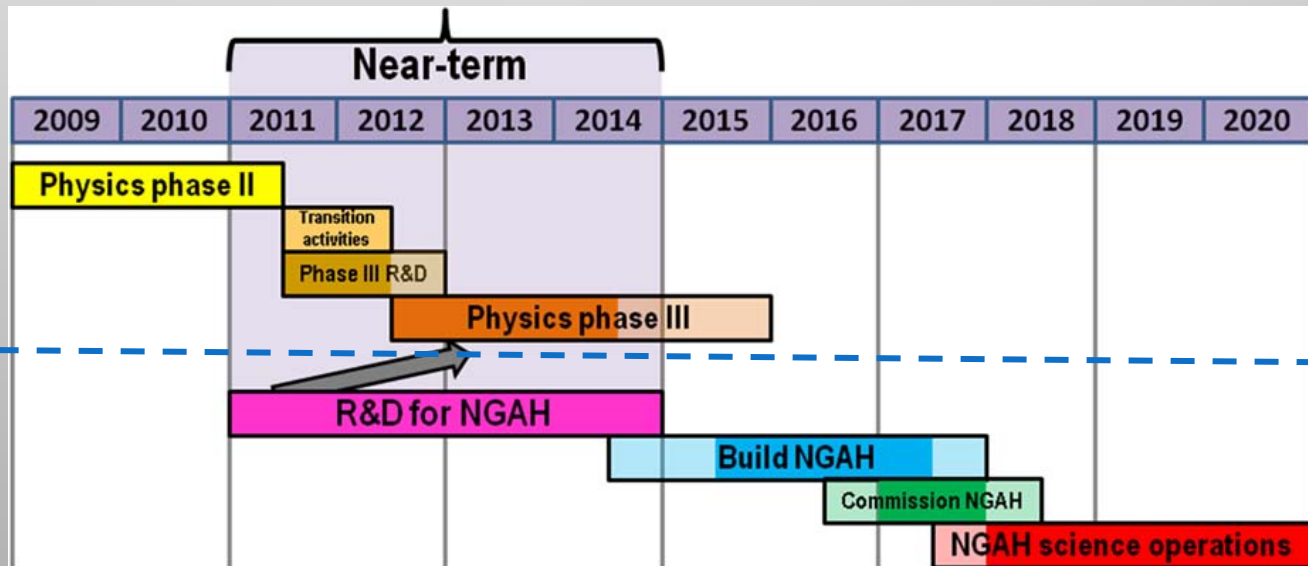 Near-term
2009 2010 2011 2012 2013 2014 2015 2016 2017 2018 2019 2020
Physics phase II
Transition
activities
Phase III R&D
Physics phase III
R&D for NGAH
Build NGAH
Commission NGAH
NGAH science operations